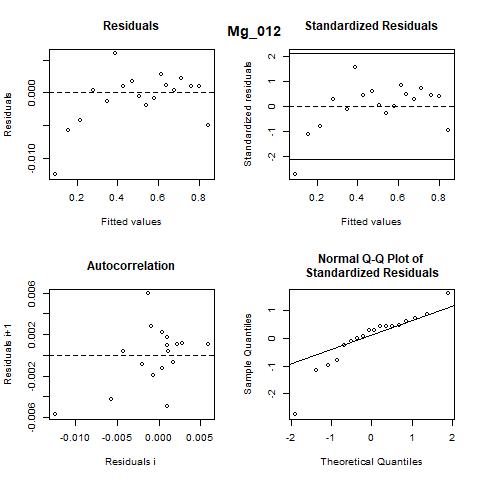 Mg_012
Residuals
Residuals
0.000
-0.010
0.2 0.4 0.6 0.8
Fitted values
Standardized Residuals
Standardized residuals
2
1
0
-1
-2
0.2 0.4 0.6 0.8
Fitted values
Autocorrelation
Residuals i+1
0.006
0.002
-0.002
-0.006
-0.010 -0.005 0.000 0.005
Residuals i
Normal Q-Q Plot of
Standardized Residuals
Sample Quantiles
1
0
-1
-2
-2 -1 0 1 2
Theoretical Quantiles